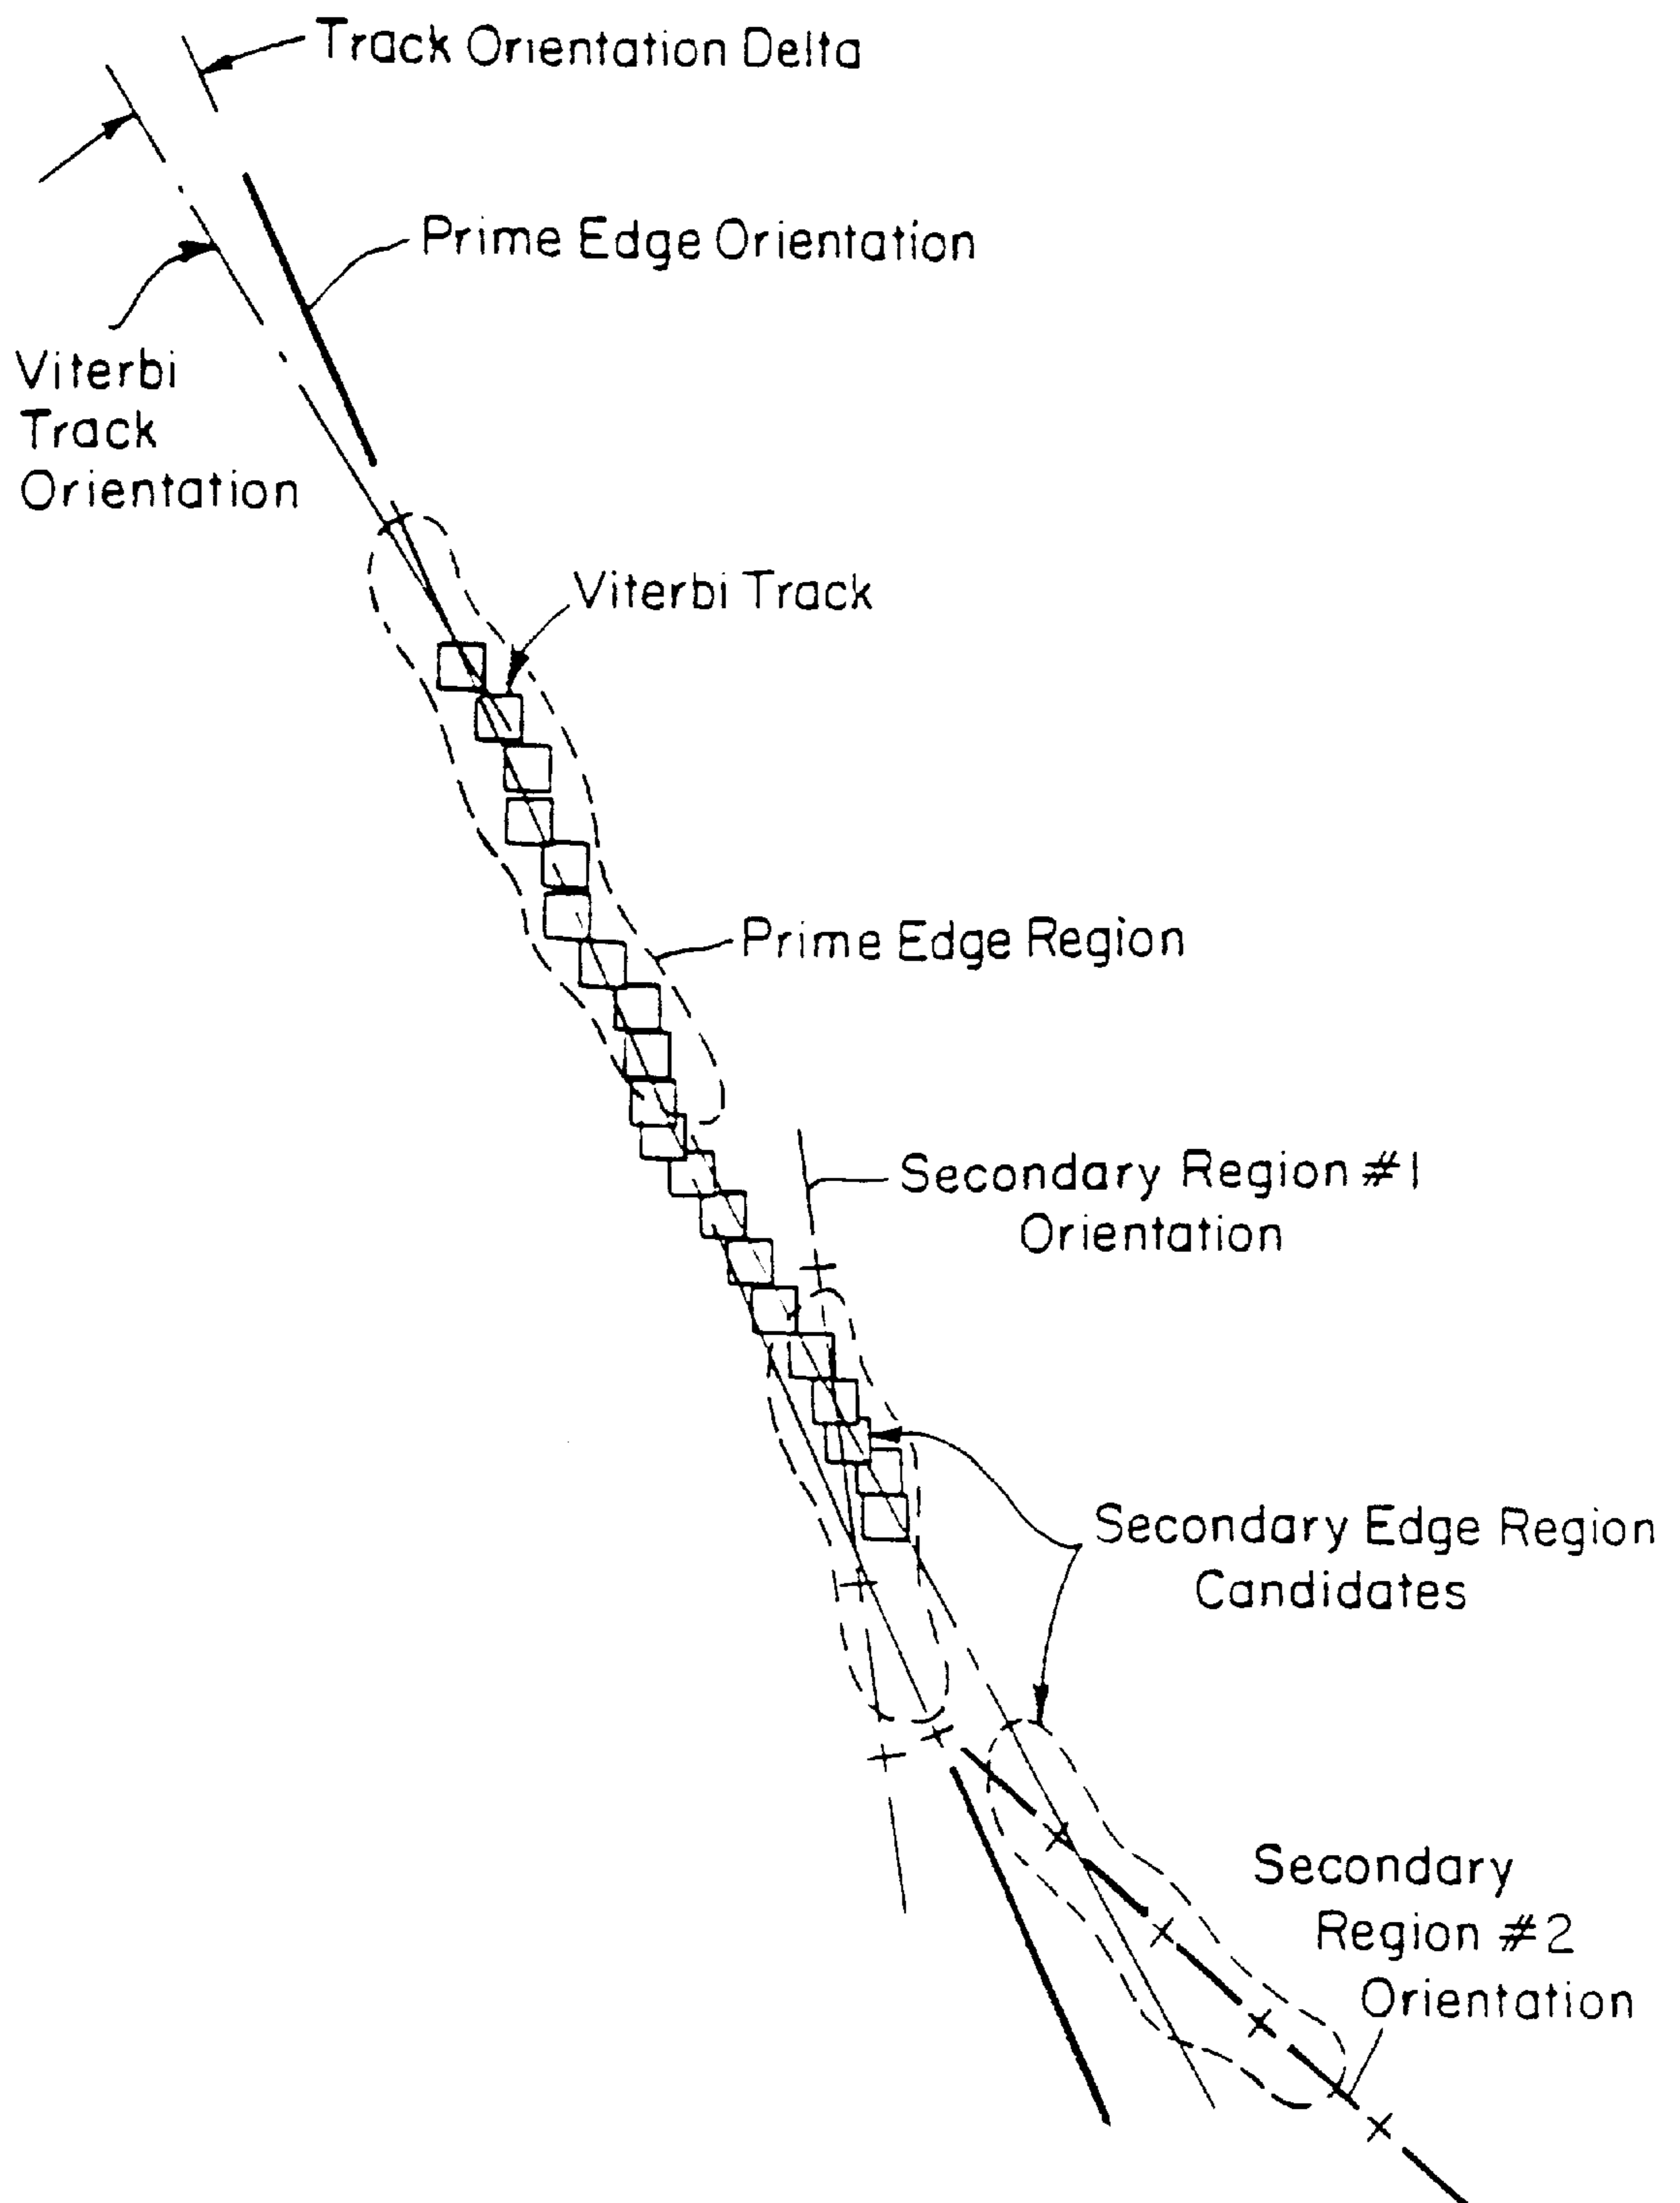 Track Orientation Delta
Prime Edge Orientation
Viterbi
Track
Orientation
Viterbi Track
Prime Edge Region
Secondary Region #1
Orientation
Secondary Edge Region
Candidates
Secondary
Region #2
Orientation